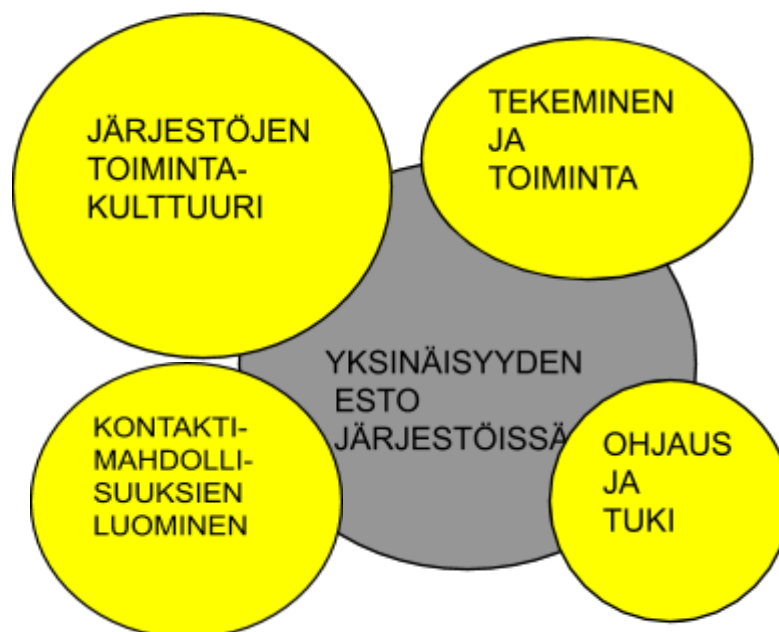 JÄRJESTÖJEN
TOIMINTA-
KULTTUURI
TEKEMINEN
JA
TOIMINTA
YKSINÄISYYDEN
ESTO
JÄRJESTÖISSÄ
KONTAKTI-
MAHDOLLI-
SUUKSIEN
LUOMINEN
OHJAUS
JA
TUKI